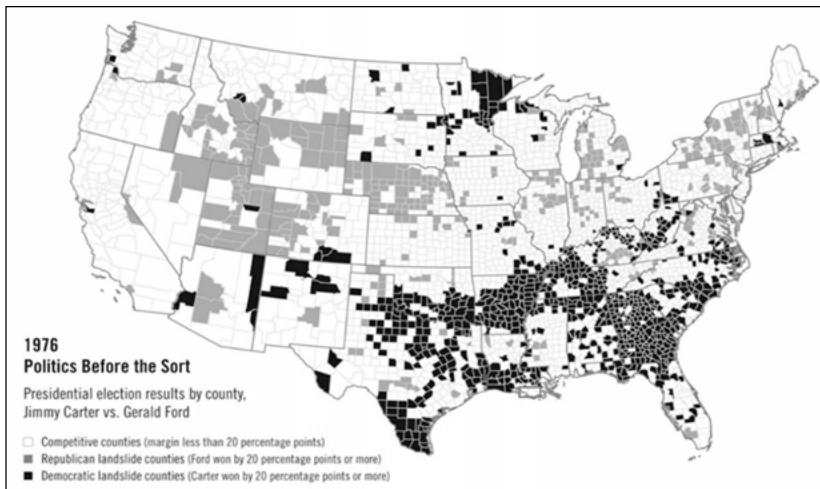 1976
Politics Before the Sort
Presidential election results by county,
Jimmy Carter vs. Gerald Ford
Competitive counties (margin less than 20 percentage points)
Republican landslide counties (Ford won by 20 percentage points or more)
Democratic landslide counties (Carter won by 20 percentage points or more)